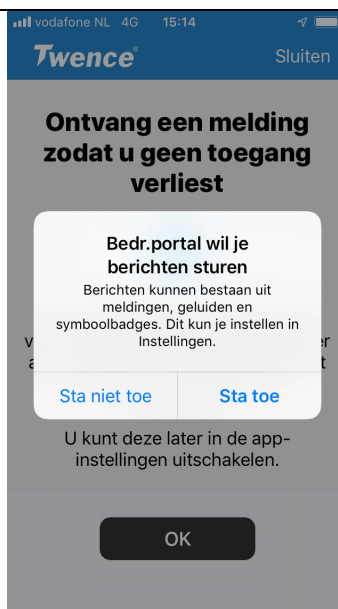 vodafone NL 4G 15:14
Twence®
Sluiten
Ontvang een melding
zodat u geen toegang
verliest
Bedr.portal wil je
berichten sturen
Berichten kunnen bestaan uit
meldingen, geluiden en
symboolbadges. Dit kun je instellen in
Instellingen.
Sta niet toe
Sta toe
U kunt deze later in de app-
instellingen uitschakelen.
OK